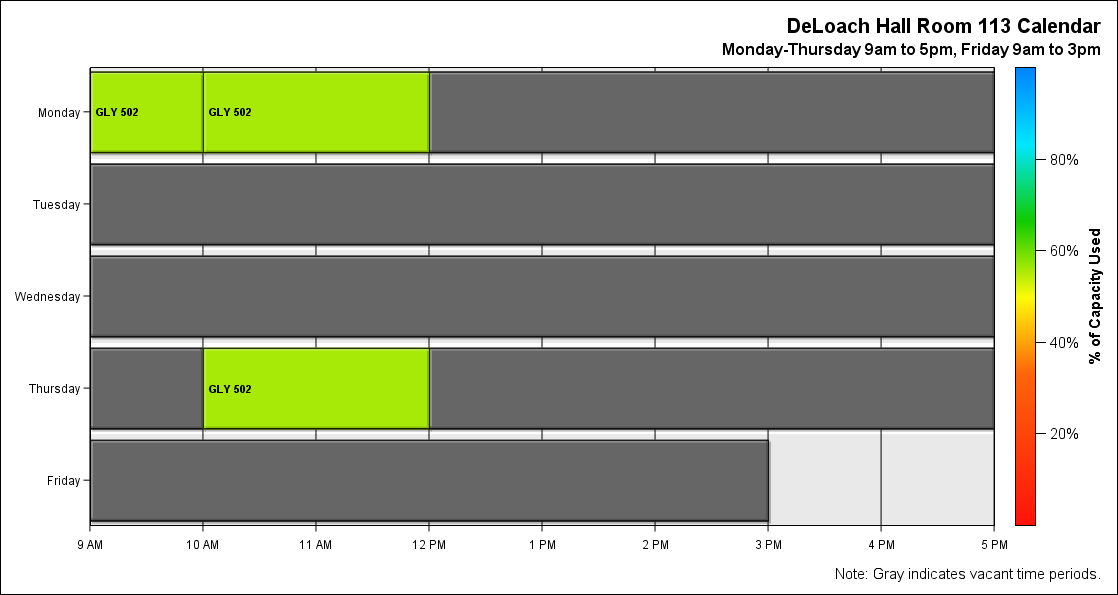 DeLoach Hall Room 113 Calendar
Monday-Thursday 9am to 5pm, Friday 9am to 3pm
Monday
GLY 502
GLY 502
Tuesday
Wednesday
Thursday
GLY 502
Friday
9 AM
10 AM
11 AM
12 PM
1 PM
2 PM
3 PM
4 PM
5 PM
80%
60%
40%
20%
% of Capacity Used
Note: Gray indicates vacant time periods.